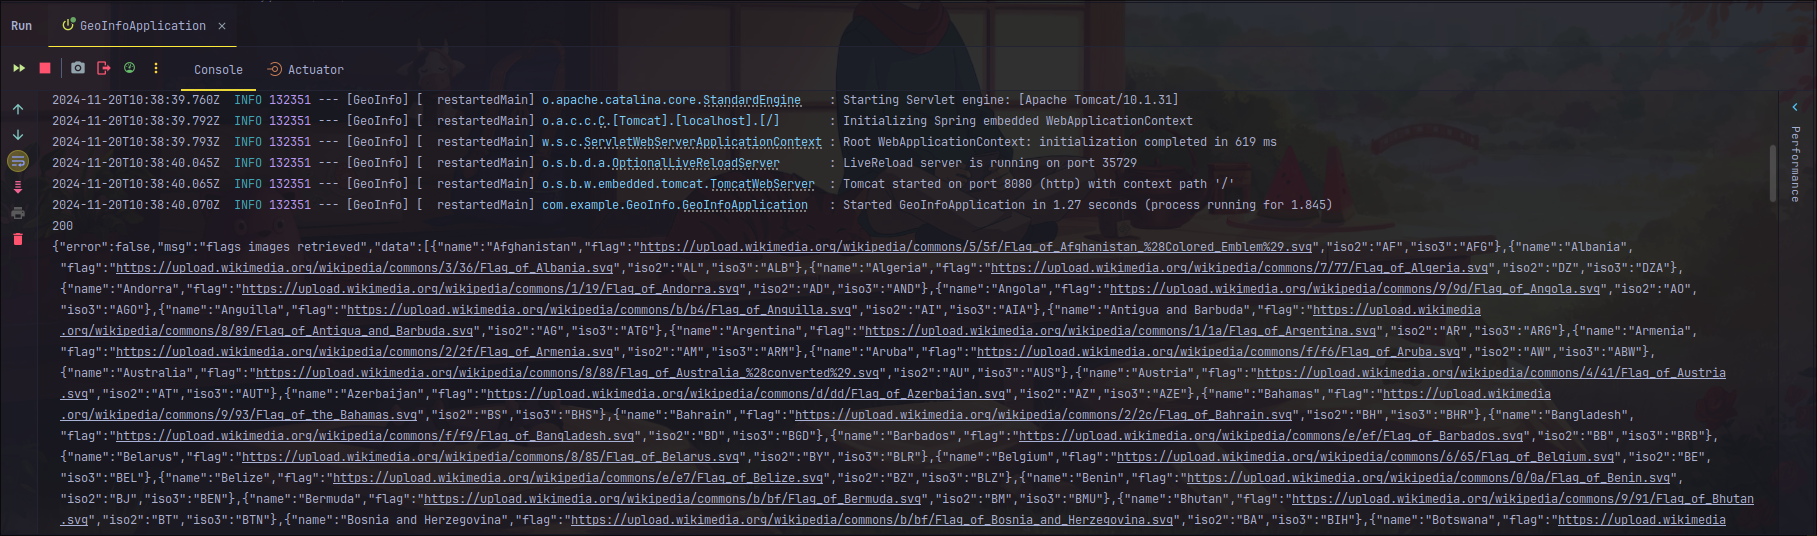 Run GeoInfoApplication ×
Console Actuator
2024-11-20T10:38:39.760Z  INFO 132351 --- [GeoInfo] [  restartedMain] o.apache.catalina.core.StandardEngine    : Starting Servlet engine: [Apache Tomcat/10.1.31]
2024-11-20T10:38:39.792Z  INFO 132351 --- [GeoInfo] [  restartedMain] o.a.c.c.C.[Tomcat].[localhost].[/]       : Initializing Spring embedded WebApplicationContext
2024-11-20T10:38:39.793Z  INFO 132351 --- [GeoInfo] [  restartedMain] w.s.c.ServletWebServerApplicationContext : Root WebApplicationContext: initialization completed in 619 ms
2024-11-20T10:38:40.045Z  INFO 132351 --- [GeoInfo] [  restartedMain] o.s.b.d.a.OptionalLiveReloadServer       : LiveReload server is running on port 35729
2024-11-20T10:38:40.065Z  INFO 132351 --- [GeoInfo] [  restartedMain] o.s.b.w.embedded.tomcat.TomcatWebServer  : Tomcat started on port 8080 (http) with context path '/'
2024-11-20T10:38:40.070Z  INFO 132351 --- [GeoInfo] [  restartedMain] com.example.GeoInfo.GeoInfoApplication   : Started GeoInfoApplication in 1.27 seconds (process running for 1.845)
200
{"error":false,"msg":"flags images retrieved","data":[{"name":"Afghanistan","flag":"https://upload.wikimedia.org/wikipedia/commons/5/5f/Flag_of_Afghanistan_%28Colored_Emblem%29.svg","iso2":"AF","iso3":"AFG"},{"name":"Albania",
"flag":"https://upload.wikimedia.org/wikipedia/commons/3/36/Flag_of_Albania.svg","iso2":"AL","iso3":"ALB"},{"name":"Algeria","flag":"https://upload.wikimedia.org/wikipedia/commons/7/77/Flag_of_Algeria.svg","iso2":"DZ","iso3":"DZA"},
{"name":"Andorra","flag":"https://upload.wikimedia.org/wikipedia/commons/1/19/Flag_of_Andorra.svg","iso2":"AD","iso3":"AND"},{"name":"Angola","flag":"https://upload.wikimedia.org/wikipedia/commons/9/9d/Flag_of_Angola.svg","iso2":"AO",
"iso3":"AGO"},{"name":"Anguilla","flag":"https://upload.wikimedia.org/wikipedia/commons/b/b4/Flag_of_Anguilla.svg","iso2":"AI","iso3":"AIA"},{"name":"Antigua and Barbuda","flag":"https://upload.wikimedia
.org/wikipedia/commons/8/89/Flag_of_Antigua_and_Barbuda.svg","iso2":"AG","iso3":"ATG"},{"name":"Argentina","flag":"https://upload.wikimedia.org/wikipedia/commons/1/1a/Flag_of_Argentina.svg","iso2":"AR","iso3":"ARG"},{"name":"Armenia",
"flag":"https://upload.wikimedia.org/wikipedia/commons/2/2f/Flag_of_Armenia.svg","iso2":"AM","iso3":"ARM"},{"name":"Aruba","flag":"https://upload.wikimedia.org/wikipedia/commons/f/f6/Flag_of_Aruba.svg","iso2":"AW","iso3":"ABW"},
{"name":"Australia","flag":"https://upload.wikimedia.org/wikipedia/commons/8/88/Flag_of_Australia_%28converted%29.svg","iso2":"AU","iso3":"AUS"},{"name":"Austria","flag":"https://upload.wikimedia.org/wikipedia/commons/4/41/Flag_of_Austria
.svg","iso2":"AT","iso3":"AUT"},{"name":"Azerbaijan","flag":"https://upload.wikimedia.org/wikipedia/commons/d/dd/Flag_of_Azerbaijan.svg","iso2":"AZ","iso3":"AZE"},{"name":"Bahamas","flag":"https://upload.wikimedia
.org/wikipedia/commons/9/93/Flag_of_the_Bahamas.svg","iso2":"BS","iso3":"BHS"},{"name":"Bahrain","flag":"https://upload.wikimedia.org/wikipedia/commons/2/2c/Flag_of_Bahrain.svg","iso2":"BH","iso3":"BHR"},{"name":"Bangladesh",
"flag":"https://upload.wikimedia.org/wikipedia/commons/f/f9/Flag_of_Bangladesh.svg","iso2":"BD","iso3":"BGD"},{"name":"Barbados","flag":"https://upload.wikimedia.org/wikipedia/commons/e/ef/Flag_of_Barbados.svg","iso2":"BB","iso3":"BRB"},
{"name":"Belarus","flag":"https://upload.wikimedia.org/wikipedia/commons/8/85/Flag_of_Belarus.svg","iso2":"BY","iso3":"BLR"},{"name":"Belgium","flag":"https://upload.wikimedia.org/wikipedia/commons/6/65/Flag_of_Belgium.svg","iso2":"BE",
"iso3":"BEL"},{"name":"Belize","flag":"https://upload.wikimedia.org/wikipedia/commons/e/e7/Flag_of_Belize.svg","iso2":"BZ","iso3":"BLZ"},{"name":"Benin","flag":"https://upload.wikimedia.org/wikipedia/commons/0/0a/Flag_of_Benin.svg",
"iso2":"BJ","iso3":"BEN"},{"name":"Bermuda","flag":"https://upload.wikimedia.org/wikipedia/commons/b/bf/Flag_of_Bermuda.svg","iso2":"BM","iso3":"BMU"},{"name":"Bhutan","flag":"https://upload.wikimedia.org/wikipedia/commons/9/91/Flag_of_Bhutan
.svg","iso2":"BT","iso3":"BTN"},{"name":"Bosnia and Herzegovina","flag":"https://upload.wikimedia.org/wikipedia/commons/b/bf/Flag_of_Bosnia_and_Herzegovina.svg","iso2":"BA","iso3":"BIH"},{"name":"Botswana","flag":"https://upload.wikimedia
Performance